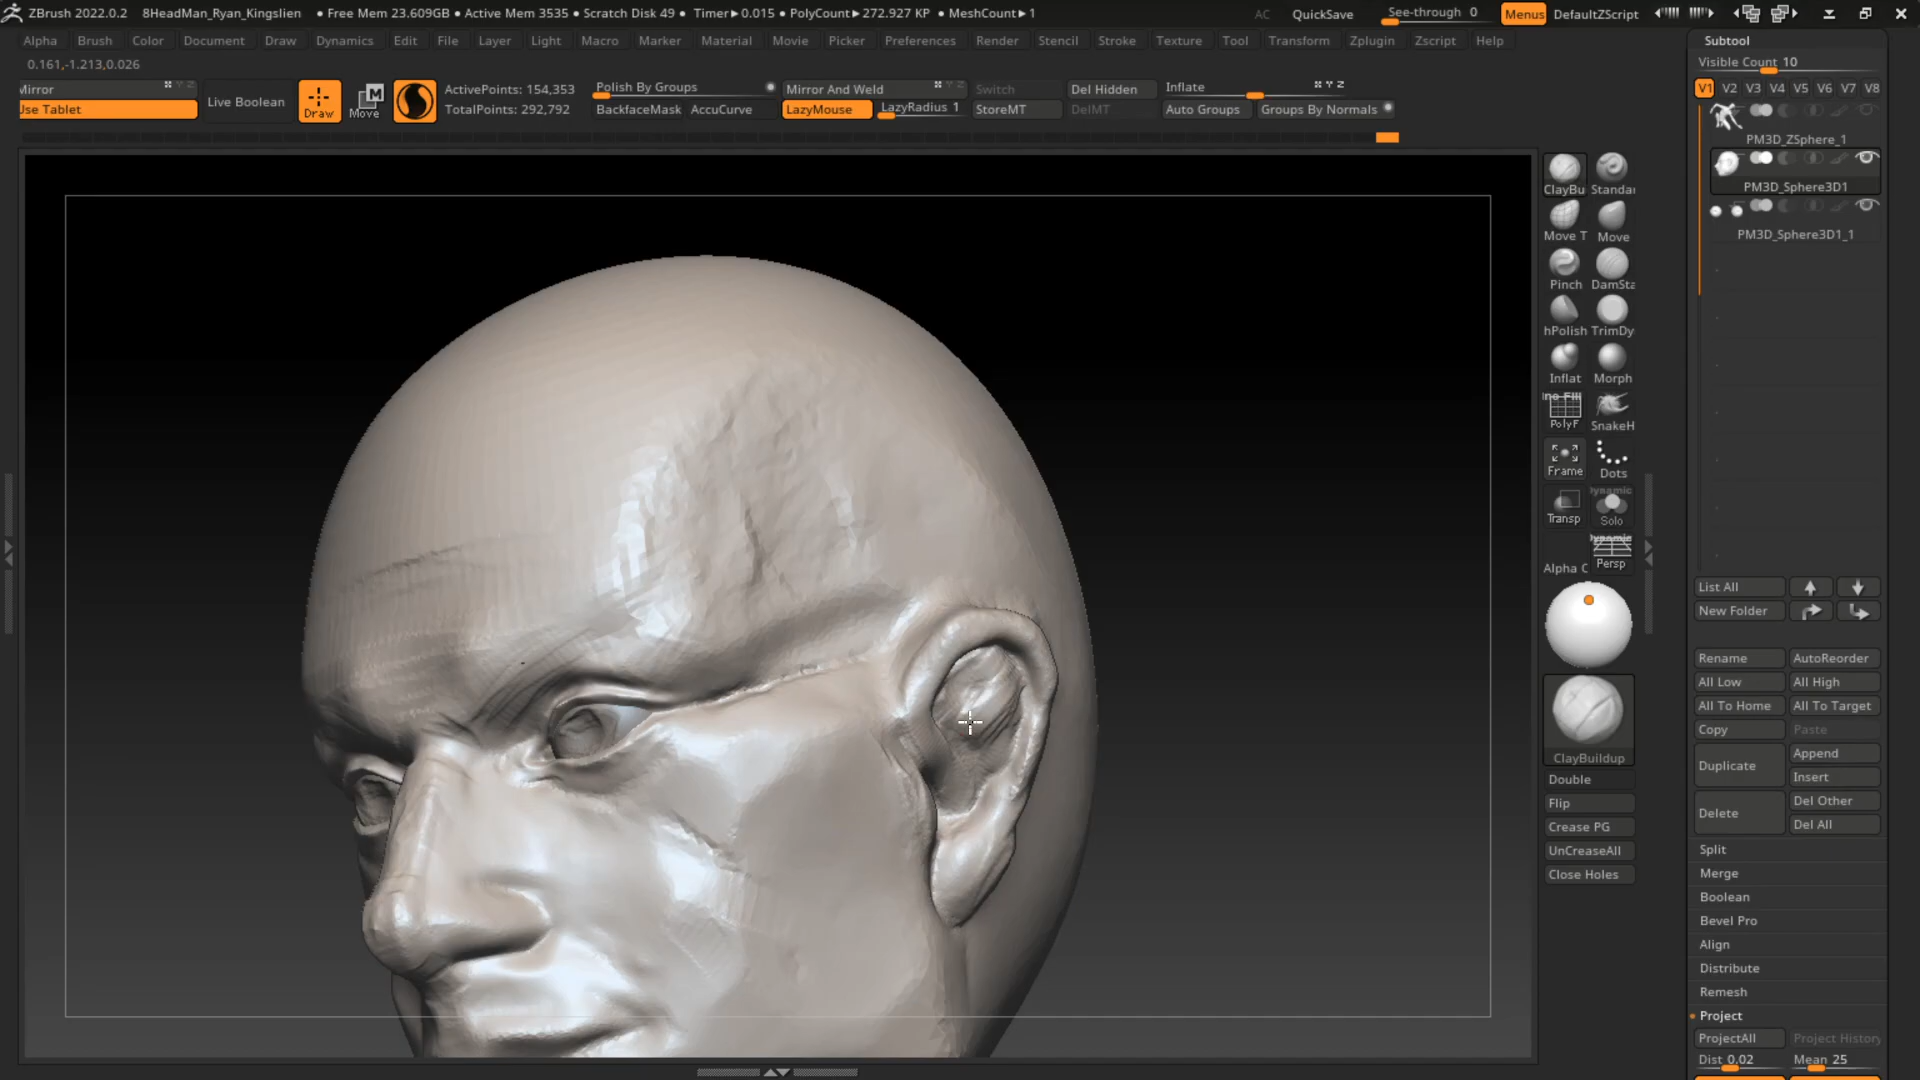 ZBrush 2022.0.2 8HeadMan_Ryan_Kingslien • Free Mem 23.609GB • Active Mem 3535 • Scratch Disk 49 • Timer▸0.015 • PolyCount▸272.927 KP • MeshCount▸1 AC QuickSave See-through 0 Menus DefaultZScript
Alpha Brush Color Document Draw Dynamics Edit File Layer Light Macro Marker Material Movie Picker Preferences Render Stencil Stroke Texture Tool Transform Zplugin Zscript Help
0.161,-1.213,0.026
Mirror
Use Tablet
Live Boolean
Draw
Move
ActivePoints: 154,353
TotalPoints: 292,792
Polish By Groups
BackfaceMask AccuCurve
Mirror And Weld
LazyMouse LazyRadius 1
Switch
StoreMT
Del Hidden
DelMT
Inflate
Auto Groups Groups By Normals
ClayBu Standa
Move T Move
Pinch DamSta
hPolish TrimDy
Inflat Morph
PolyF SnakeH
Frame Dots
Dynamic
Transp Solo
Dynamic
Persp
Alpha C
ClayBuildup
Double
Flip
Crease PG
UnCreaseAll
Close Holes
Subtool
Visible Count 10
V1 V2 V3 V4 V5 V6 V7 V8
PM3D_ZSphere_1
PM3D_Sphere3D1
PM3D_Sphere3D1_1
List All
New Folder
Rename AutoReorder
All Low All High
All To Home All To Target
Copy Paste
Duplicate Append
Insert
Delete Del Other
Del All
Split
Merge
Boolean
Bevel Pro
Align
Distribute
Remesh
Project
ProjectAll Project History
Dist 0.02 Mean 25